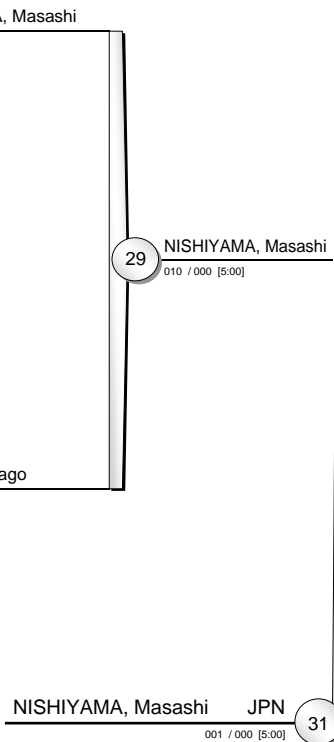 , Masashi
29
NISHIYAMA, Masashi
010 / 000 [5:00]
ago
NISHIYAMA, Masashi JPN
31
001 / 000 [5:00]